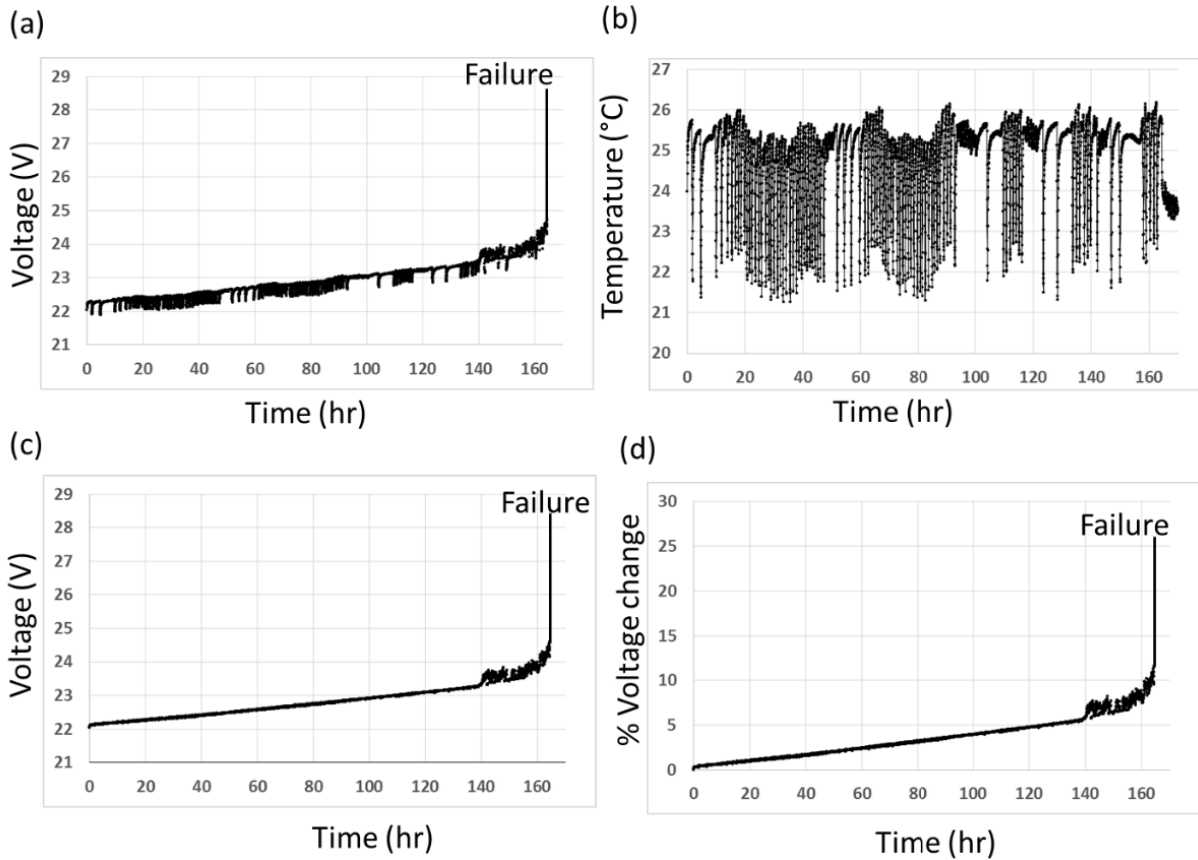 (a)
Failure
Voltage (V)
29
28
27
26
25
24
23
22
21
0 20 40 60 80 100 120 140 160
Time (hr)
(b)
Temperature (°C)
27
26
25
24
23
22
21
20
0 20 40 60 80 100 120 140 160
Time (hr)
(c)
Failure
Voltage (V)
29
28
27
26
25
24
23
22
21
0 20 40 60 80 100 120 140 160
Time (hr)
(d)
Failure
% Voltage change
30
25
20
15
10
5
0
0 20 40 60 80 100 120 140 160
Time (hr)